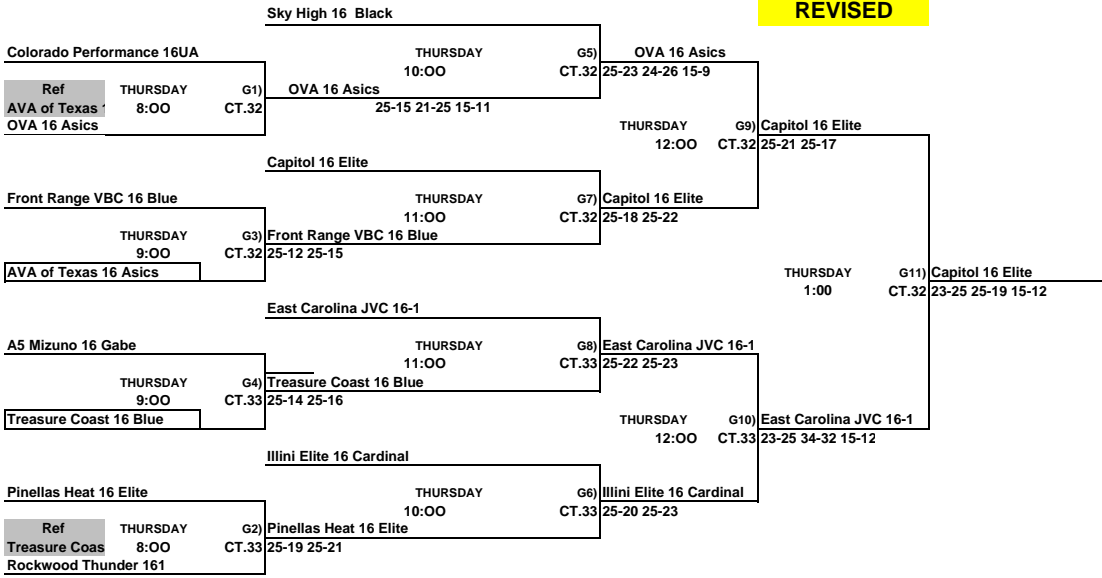 REVISED
Sky High 16 Black
Colorado Performance 16UA
THURSDAY G5) OVA 16 Asics
10:OO CT.32 25-23 24-26 15-9
Ref THURSDAY G1) OVA 16 Asics
AVA of Texas 8:OO CT.32 25-15 21-25 15-11
OVA 16 Asics
THURSDAY G9) Capitol 16 Elite
12:OO CT.32 25-21 25-17
Capitol 16 Elite
Front Range VBC 16 Blue
THURSDAY G7) Capitol 16 Elite
11:OO CT.32 25-18 25-22
THURSDAY G3) Front Range VBC 16 Blue
9:OO CT.32 25-12 25-15
AVA of Texas 16 Asics
THURSDAY G11) Capitol 16 Elite
1:00 CT.32 23-25 25-19 15-12
East Carolina JVC 16-1
A5 Mizuno 16 Gabe
THURSDAY G8) East Carolina JVC 16-1
11:OO CT.33 25-22 25-23
THURSDAY G4) Treasure Coast 16 Blue
9:OO CT.33 25-14 25-16
Treasure Coast 16 Blue
THURSDAY G10) East Carolina JVC 16-1
12:OO CT.33 23-25 34-32 15-12
Illini Elite 16 Cardinal
Pinellas Heat 16 Elite
THURSDAY G6) Illini Elite 16 Cardinal
10:OO CT.33 25-20 25-23
Ref THURSDAY G2) Pinellas Heat 16 Elite
Treasure Coas 8:OO CT.33 25-19 25-21
Rockwood Thunder 161